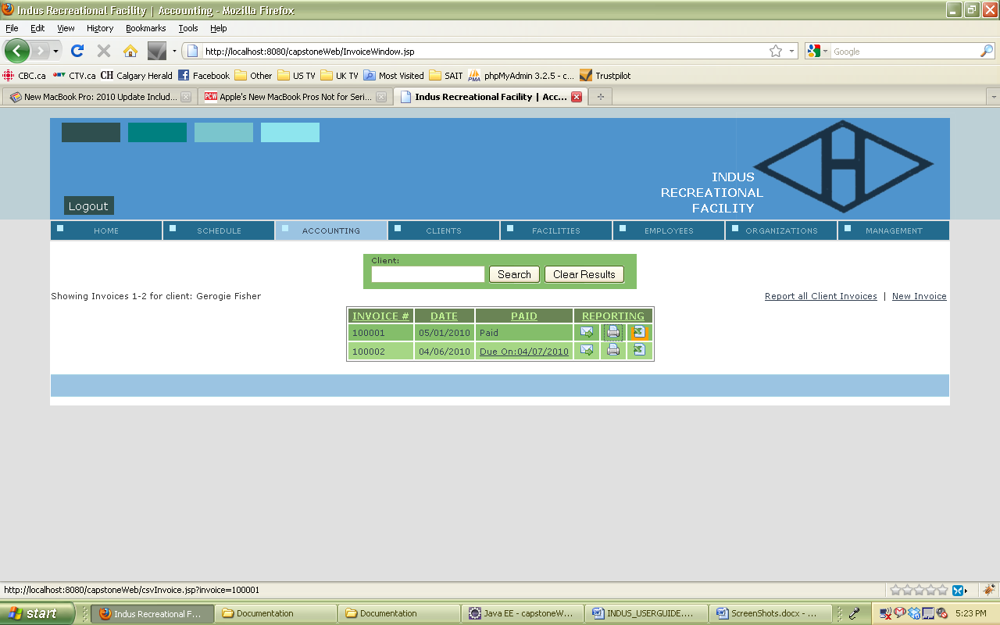 Indus Recreational Facility | Accounting - Mozilla Firefox
File Edit View History Bookmarks Tools Help
http://localhost:8080/capstoneWeb/InvoiceWindow.jsp Google
CBC.ca CTV.ca CH Calgary Herald Facebook Other US TV UK TV Most Visited SAIT PMA phpMyAdmin 3.2.5 - c... Trustpilot
New MacBook Pro: 2010 Update Includ... PCW Apple's New MacBook Pros Not for Seri... Indus Recreational Facility | Acc...
INDUS
RECREATIONAL
FACILITY
Logout
HOME SCHEDULE ACCOUNTING CLIENTS FACILITIES EMPLOYEES ORGANIZATIONS MANAGEMENT
Client:
Search Clear Results
Showing Invoices 1-2 for client: Gerogie Fisher Report all Client Invoices | New Invoice
INVOICE # DATE PAID REPORTING
100001 05/01/2010 Paid
100002 04/06/2010 Due On:04/07/2010
http://localhost:8080/capstoneWeb/csvInvoice.jsp?invoice=100001
start Indus Recreational F... Documentation Documentation Java EE - capstoneW... INDUS_USERGUIDE.... ScreenShots.docx - ... 5:23 PM